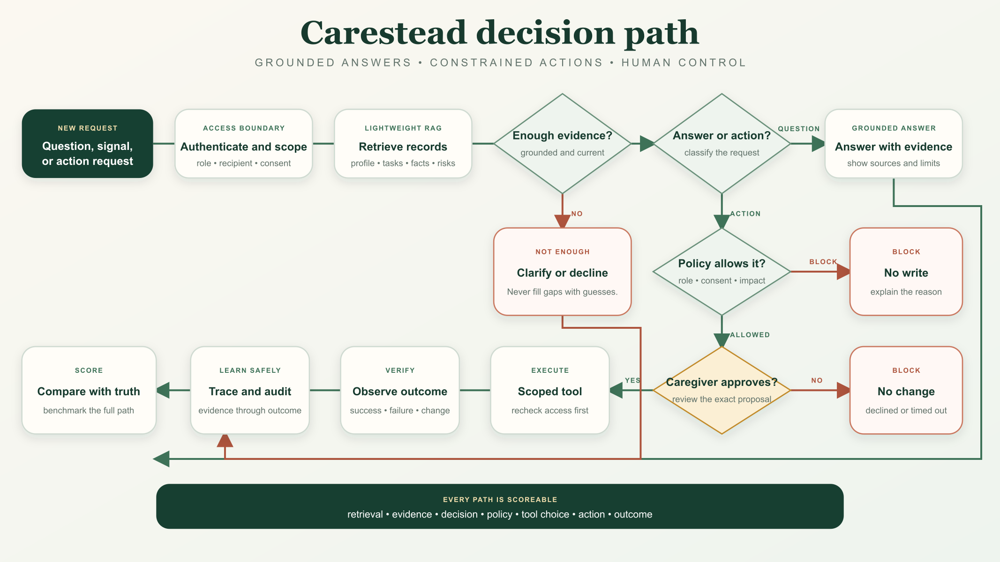 Carestead decision path
GROUNDED ANSWERS • CONSTRAINED ACTIONS • HUMAN CONTROL
NEW REQUEST
Question, signal,
or action request
ACCESS BOUNDARY
Authenticate and scope
role • recipient • consent
LIGHTWEIGHT RAG
Retrieve records
profile • tasks • facts • risks
Enough evidence?
grounded and current
Answer or action?
classify the request
QUESTION
GROUNDED ANSWER
Answer with evidence
show sources and limits
NO
ACTION
NOT ENOUGH
Clarify or decline
Never fill gaps with guesses.
Policy allows it?
role • consent • impact
BLOCK
BLOCK
No write
explain the reason
ALLOWED
SCORE
Compare with truth
benchmark the full path
LEARN SAFELY
Trace and audit
evidence through outcome
VERIFY
Observe outcome
success • failure • change
EXECUTE
Scoped tool
recheck access first
YES
Caregiver approves?
review the exact proposal
NO
BLOCK
No change
declined or timed out
EVERY PATH IS SCOREABLE
retrieval • evidence • decision • policy • tool choice • action • outcome